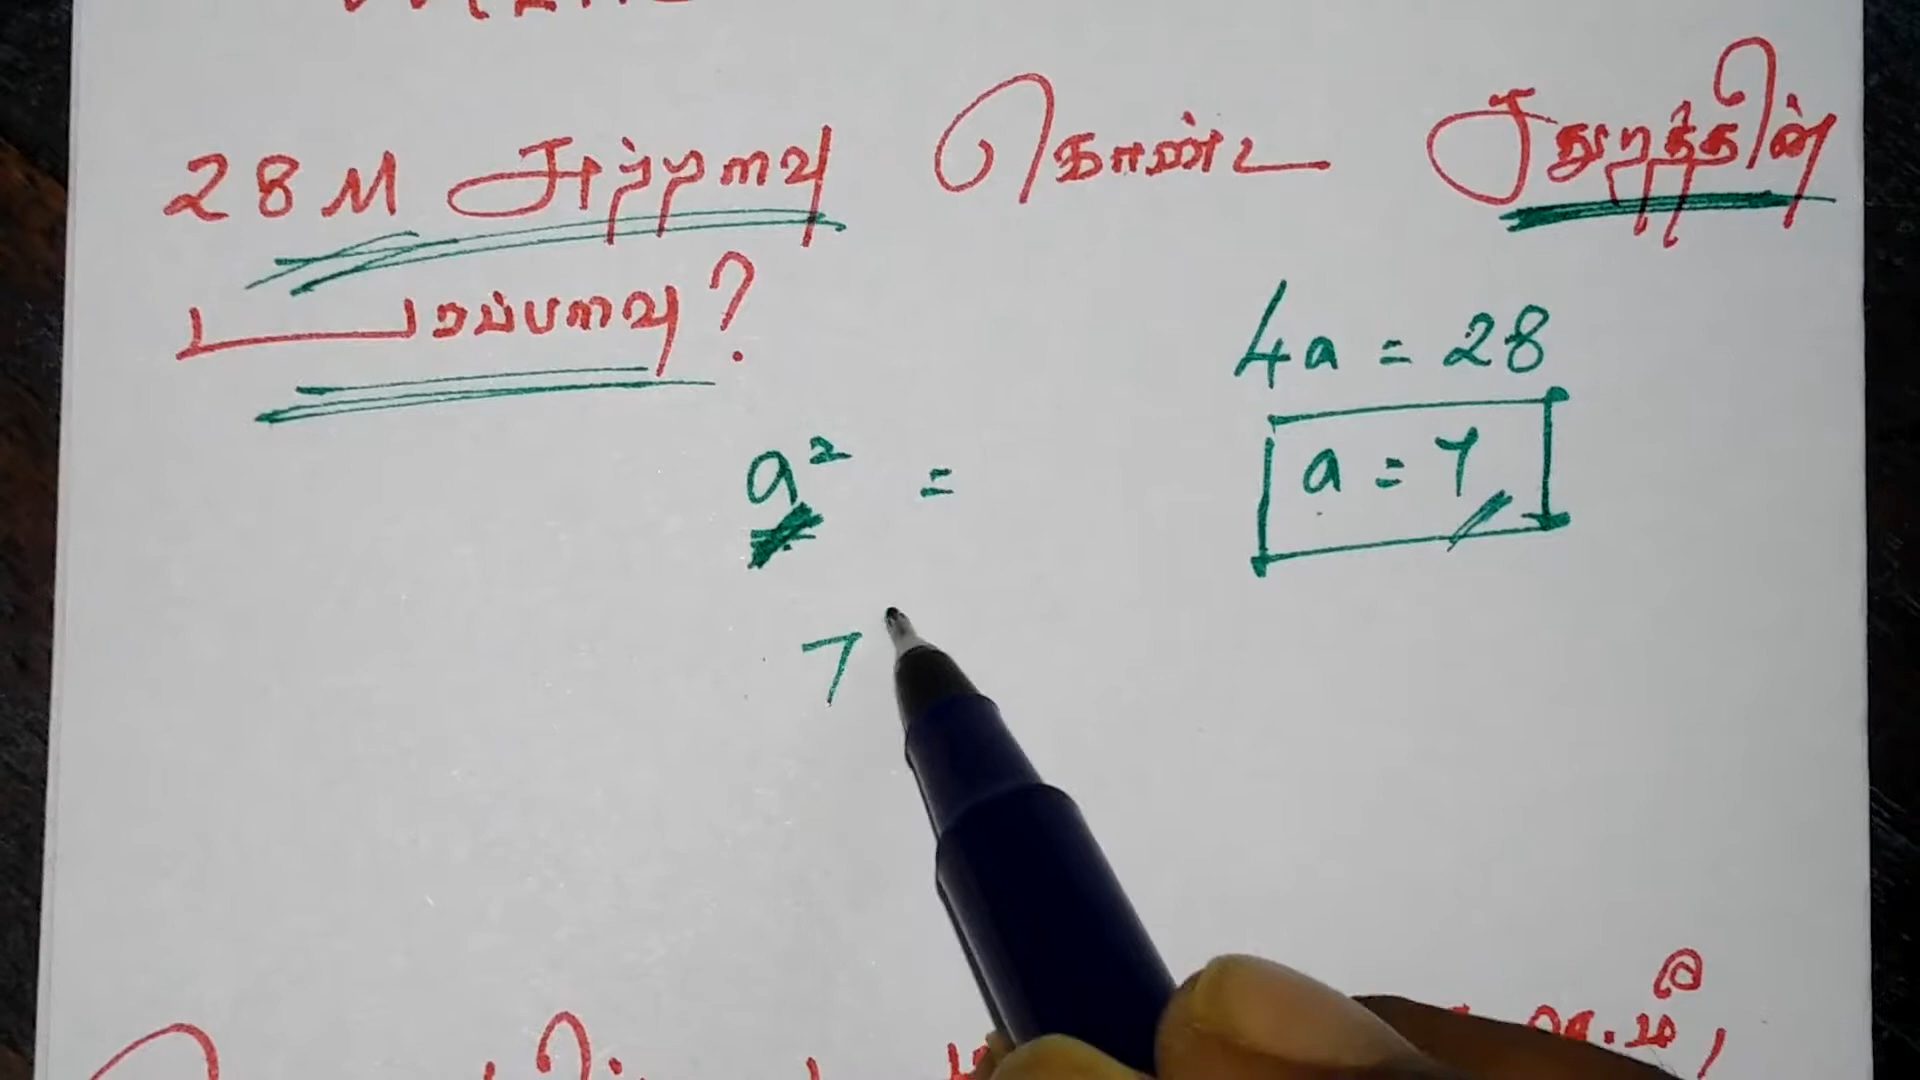 28 M சுற்றளவு கொண்ட சதுரத்தின்
பரப்பளவு?
4a = 28
a² =
a = 7
7